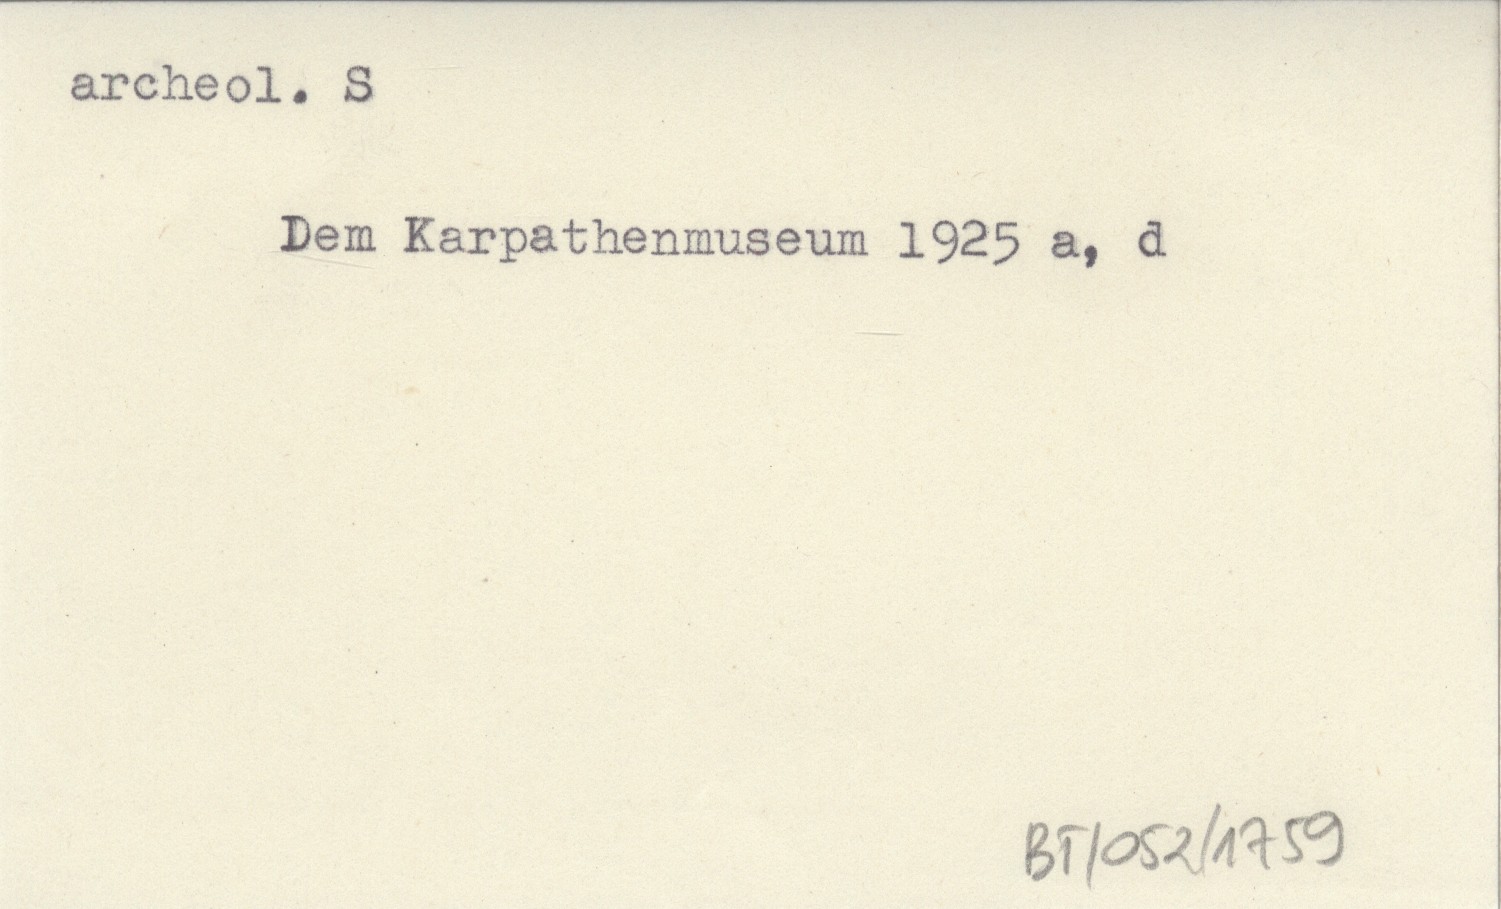 archeol. S
Dem Karpathenmuseum 1925 a, d
BT/052/1759